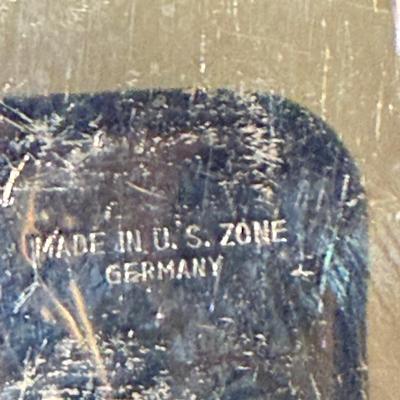 MADE IN U. S. ZONE
GERMANY